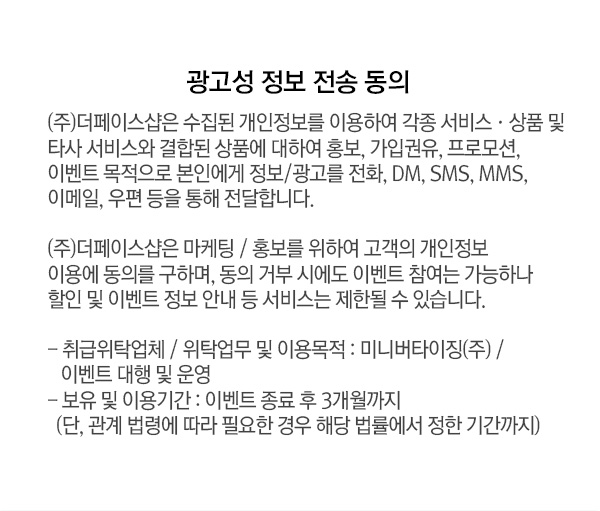 광고성 정보 전송 동의
(주)더페이스샵은 수집된 개인정보를 이용하여 각종 서비스 · 상품 및
타사 서비스와 결합된 상품에 대하여 홍보, 가입권유, 프로모션,
이벤트 목적으로 본인에게 정보/광고를 전화, DM, SMS, MMS,
이메일, 우편 등을 통해 전달합니다.
(주)더페이스샵은 마케팅 / 홍보를 위하여 고객의 개인정보
이용에 동의를 구하며, 동의 거부 시에도 이벤트 참여는 가능하나
할인 및 이벤트 정보 안내 등 서비스는 제한될 수 있습니다.
– 취급위탁업체 / 위탁업무 및 이용목적 : 미니버타이징(주) /
이벤트 대행 및 운영
– 보유 및 이용기간 : 이벤트 종료 후 3개월까지
(단, 관계 법령에 따라 필요한 경우 해당 법률에서 정한 기간까지)